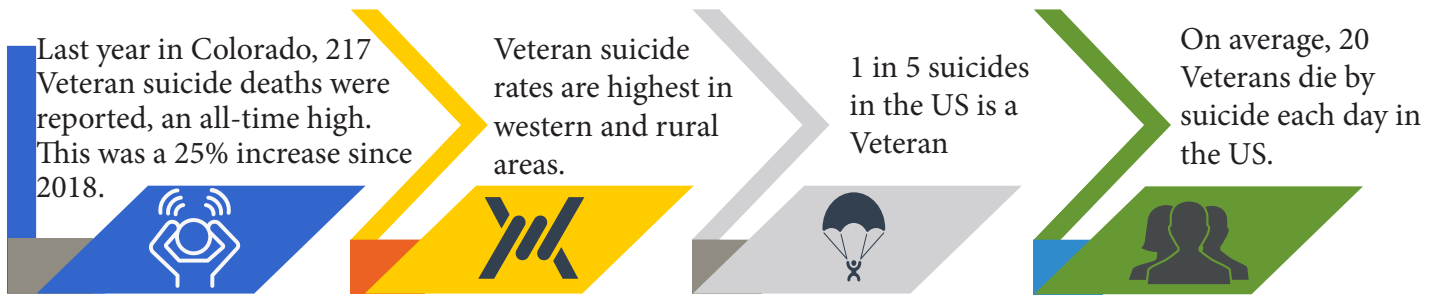 Last year in Colorado, 217
Veteran suicide deaths were
reported, an all-time high.
This was a 25% increase since
2018.
Veteran suicide
rates are highest in
western and rural
areas.
1 in 5 suicides
in the US is a
Veteran
On average, 20
Veterans die by
suicide each day in
the US.